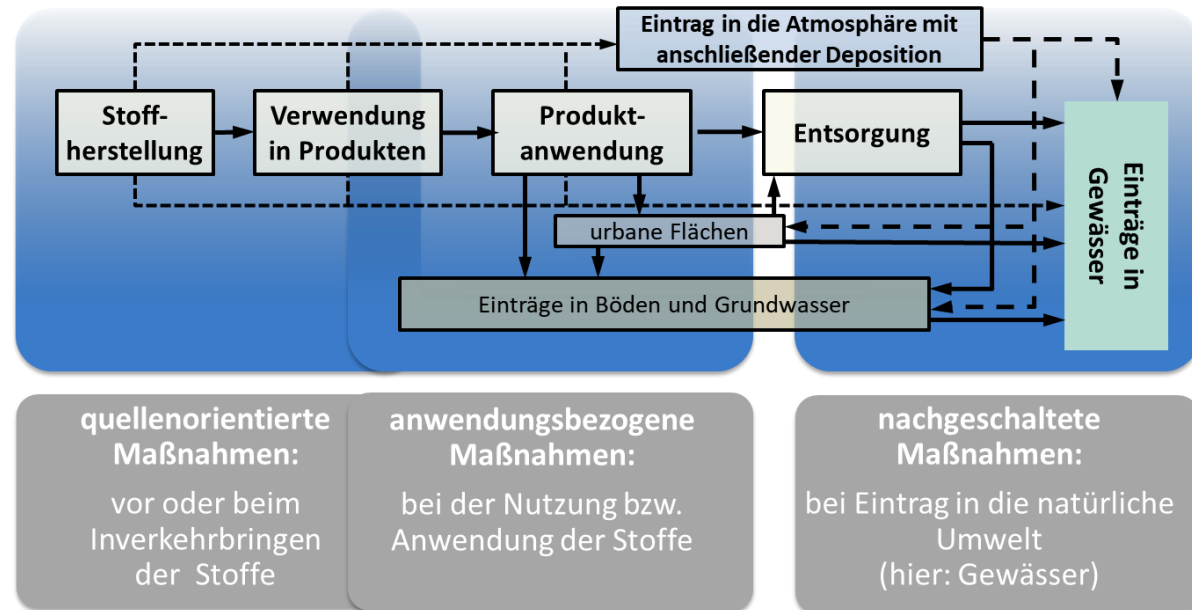 Eintrag in die Atmosphäre mit
anschließender Deposition
Stoff-
herstellung
Verwendung
in Produkten
Produkt-
anwendung
Entsorgung
Einträge in
Gewässer
urbane Flächen
Einträge in Böden und Grundwasser
quellenorientierte
Maßnahmen:
vor oder beim
Inverkehrbringen
der Stoffe
anwendungsbezogene
Maßnahmen:
bei der Nutzung bzw.
Anwendung der Stoffe
nachgeschaltete
Maßnahmen:
bei Eintrag in die natürliche
Umwelt
(hier: Gewässer)